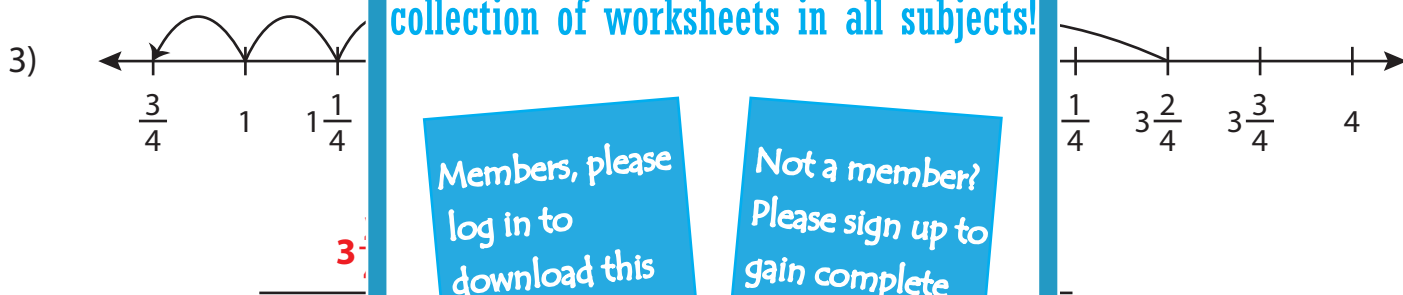 collection of worksheets in all subjects!
3)
3/4 1 1 1/4 1/4 3 2/4 3 3/4 4
Members, please
log in to
download this
Not a member?
Please sign up to
gain complete
3